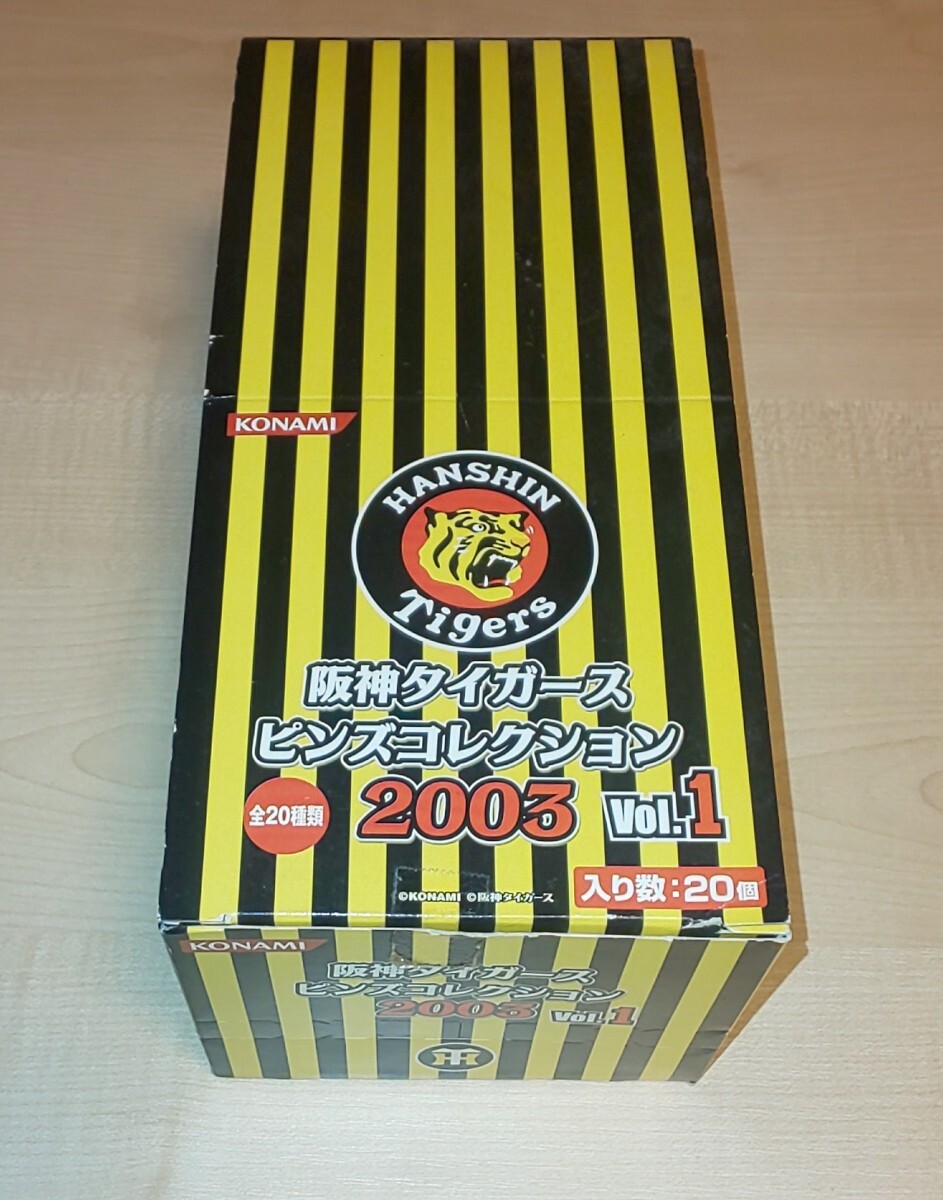 KONAMI
HANSHIN
Tigers
阪神タイガース
ピンズコレクション
全20種類
2003 Vol.1
©KONAMI ©阪神タイガース
入り数:20個
KONAMI
阪神タイガース
ピンズコレクション
2003 Vol.1